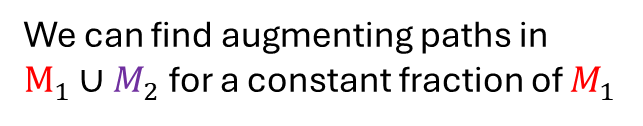 We can find augmenting paths in
M₁ ∪ M₂ for a constant fraction of M₁